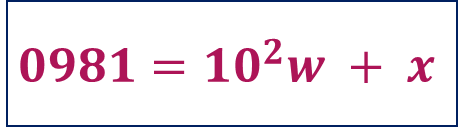 0981 = 10²w + x